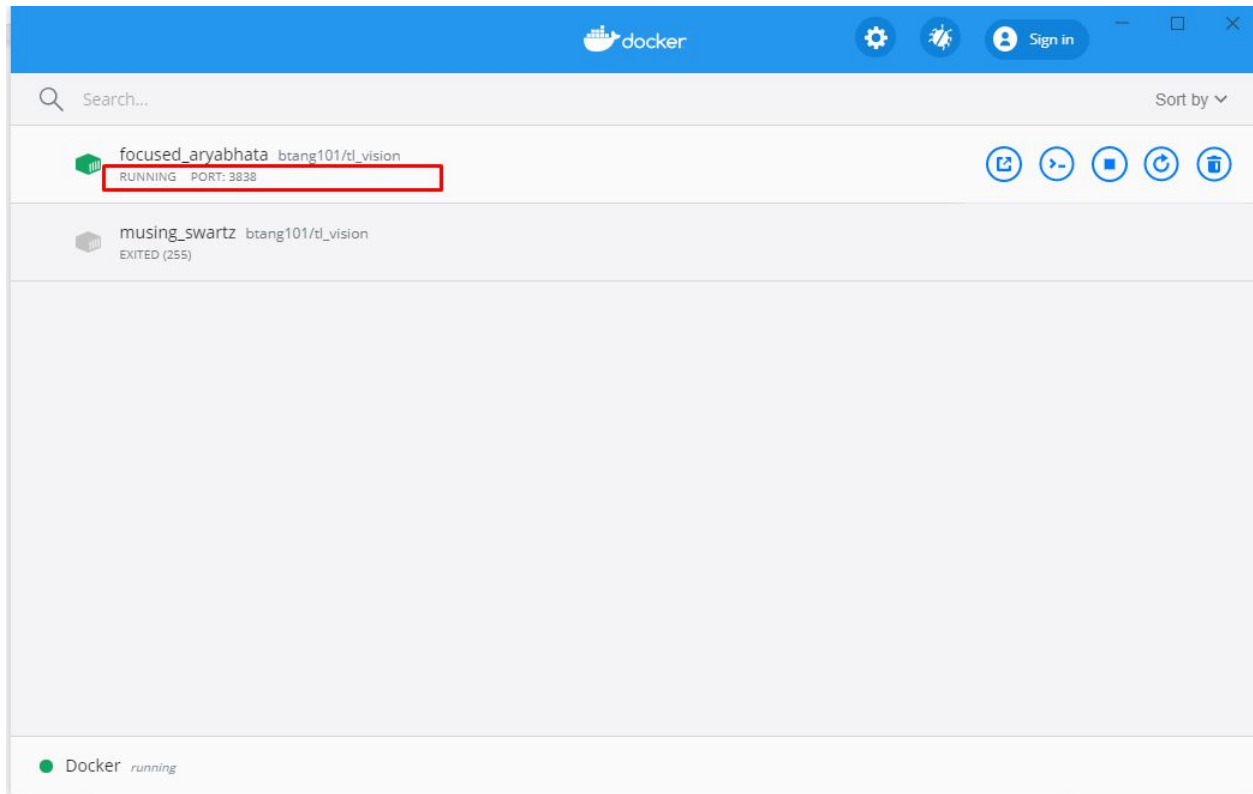 docker
Sign in
Search...
Sort by
focused_aryabhata btang101/tl_vision
RUNNING PORT: 3838
musing_swartz btang101/tl_vision
EXITED (255)
Docker running